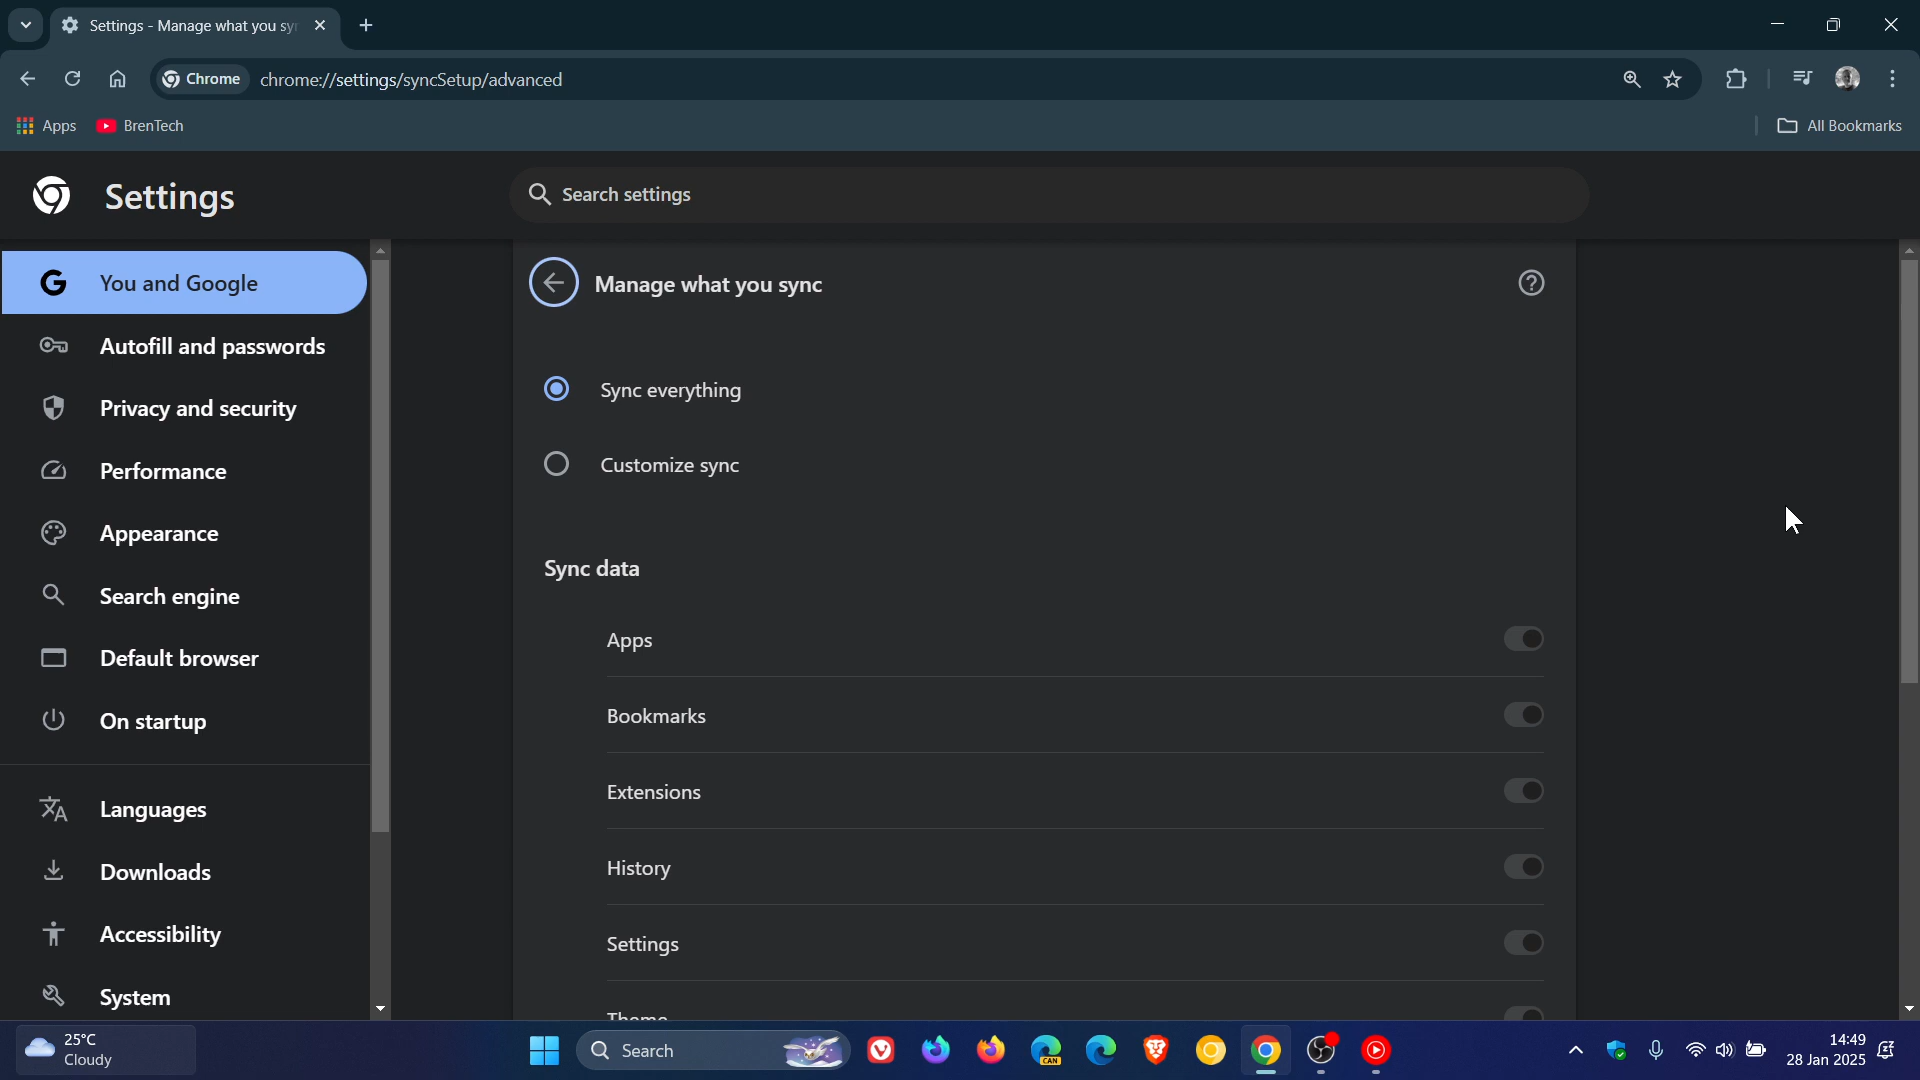 Settings - Manage what you sy
Chrome
chrome://settings/syncSetup/advanced
Apps
BrenTech
All Bookmarks
Settings
Search settings
You and Google
Autofill and passwords
Privacy and security
Performance
Appearance
Search engine
Default browser
On startup
Languages
Downloads
Accessibility
System
Manage what you sync
Sync everything
Customize sync
Sync data
Apps
Bookmarks
Extensions
History
Settings
Theme
25°C
Cloudy
Search
CAN
14:49
28 Jan 2025